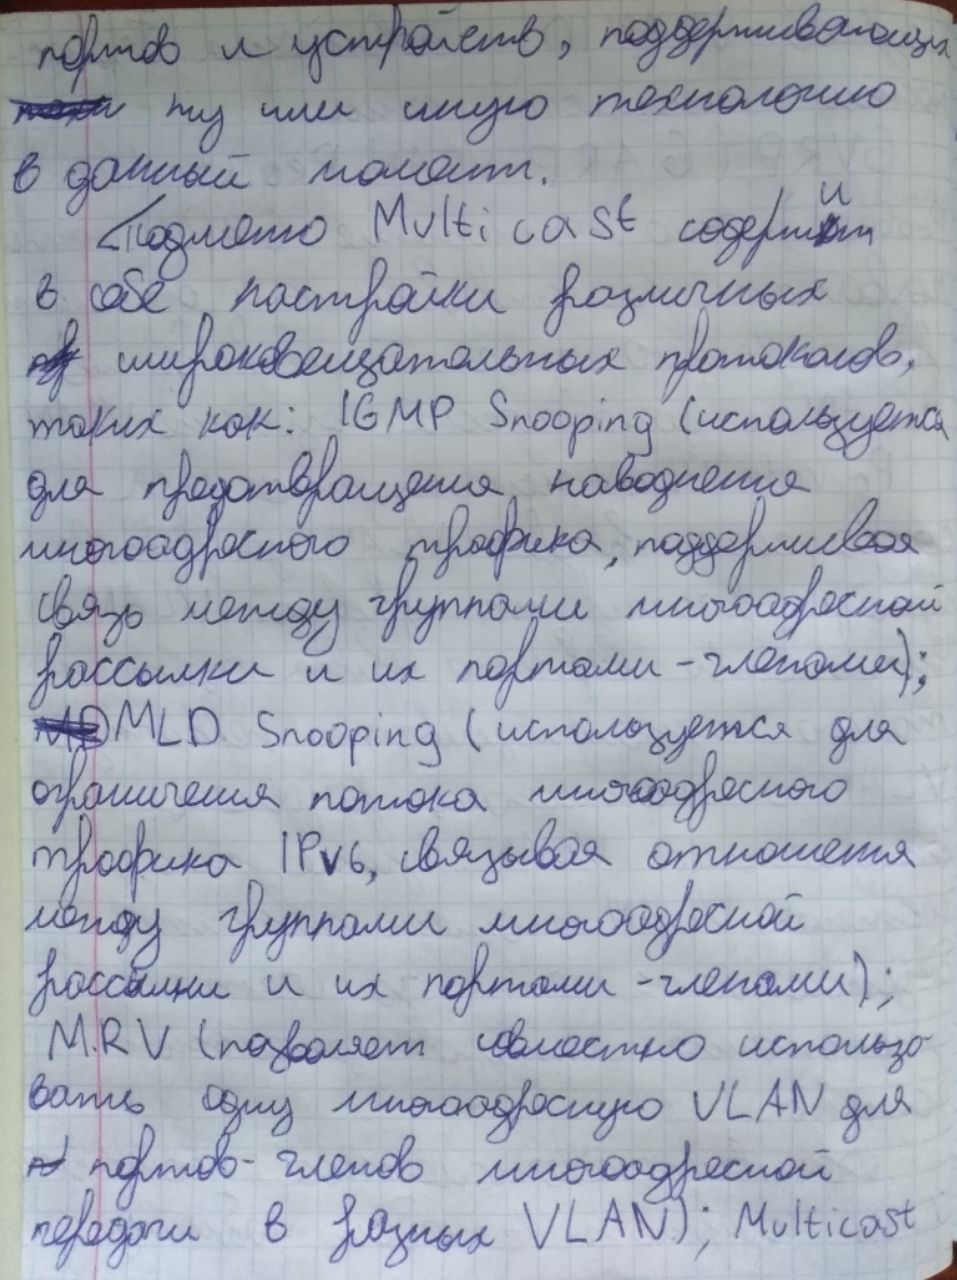 портов и устройств, поддерживающих
ту или иную технологию
в данный момент.
Подменю Multicast содержит
в себе настройки различных
широковещательных протоколов,
таких как: IGMP Snooping (используется
для предотвращения наводнения
многоадресного трафика, поддерживая
связь между группами многоадресной
рассылки и их портами-членами);
MLD Snooping (используется для
ограничения потока многоадресного
трафика IPv6, связывая отношения
между группами многоадресной
рассылки и их портами-членами);
MRV (позволяет совместно использо-
вать одну многоадресную VLAN для
портов-членов многоадресной
передачи в разных VLAN); Multicast